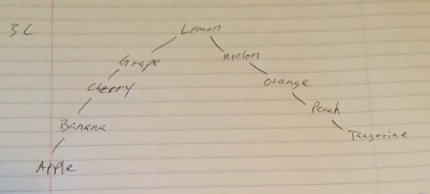 3C
Lemon
Grape
melon
Cherry
orange
Peach
Banana
Tangerine
Apple